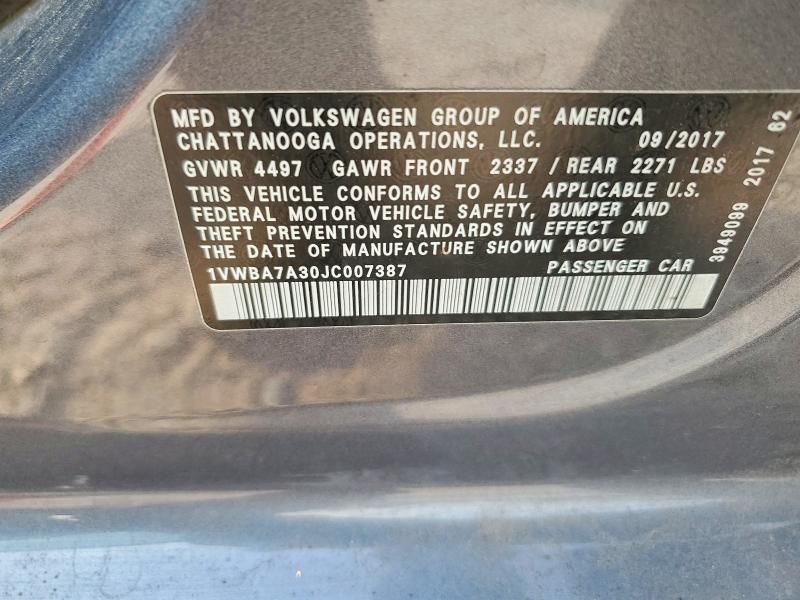 MFD BY VOLKSWAGEN GROUP OF AMERICA
CHATTANOOGA OPERATIONS, LLC. 09/2017
GVWR 4497 GAWR FRONT 2337 / REAR 2271 LBS
THIS VEHICLE CONFORMS TO ALL APPLICABLE U.S.
FEDERAL MOTOR VEHICLE SAFETY, BUMPER AND
THEFT PREVENTION STANDARDS IN EFFECT ON
THE DATE OF MANUFACTURE SHOWN ABOVE
1VWBA7A30JC007387 PASSENGER CAR
3949099 2017 62